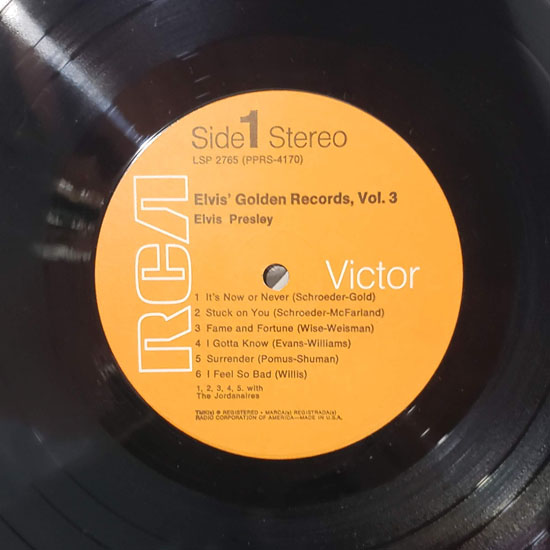 Side 1 Stereo
LSP 2765 (PPRS-4170)
Elvis' Golden Records, Vol. 3
Elvis Presley
RCA
Victor
1 It's Now or Never (Schroeder-Gold)
2 Stuck on You (Schroeder-McFarland)
3 Fame and Fortune (Wise-Weisman)
4 I Gotta Know (Evans-Williams)
5 Surrender (Pomus-Shuman)
6 I Feel So Bad (Willis)
1, 2, 3, 4, 5. with
The Jordanaires
TMK(s) ® REGISTERED • MARCA(s) REGISTRADA(s)
RADIO CORPORATION OF AMERICA—MADE IN U.S.A.